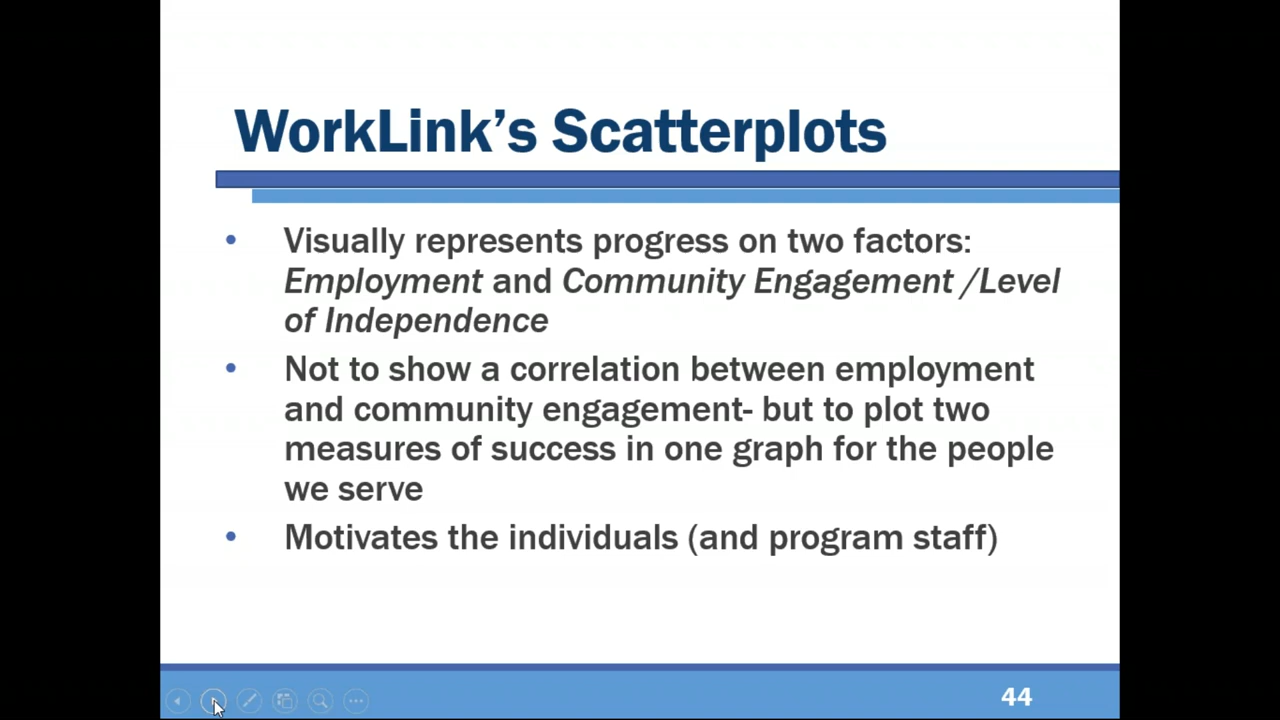 WorkLink’s Scatterplots
• Visually represents progress on two factors:
Employment and Community Engagement /Level
of Independence
• Not to show a correlation between employment
and community engagement- but to plot two
measures of success in one graph for the people
we serve
• Motivates the individuals (and program staff)
44